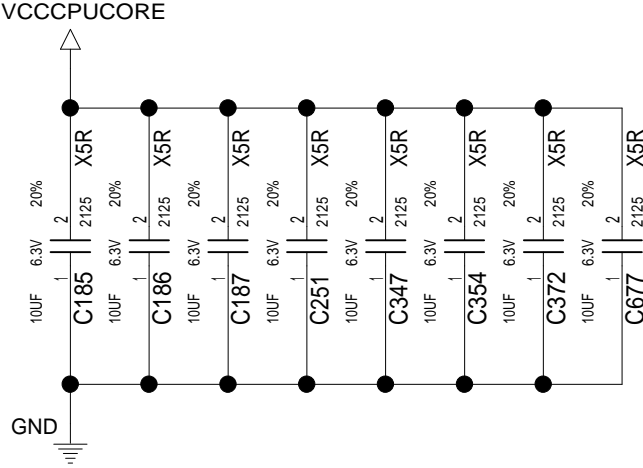 VCCCPUCORE
10UF 6.3V 20%
1 2
C185 2125 X5R
10UF 6.3V 20%
1 2
C186 2125 X5R
10UF 6.3V 20%
1 2
C187 2125 X5R
10UF 6.3V 20%
1 2
C251 2125 X5R
10UF 6.3V 20%
1 2
C347 2125 X5R
10UF 6.3V 20%
1 2
C354 2125 X5R
10UF 6.3V 20%
1 2
C372 2125 X5R
10UF 6.3V 20%
1 2
C677 2125 X5R
GND